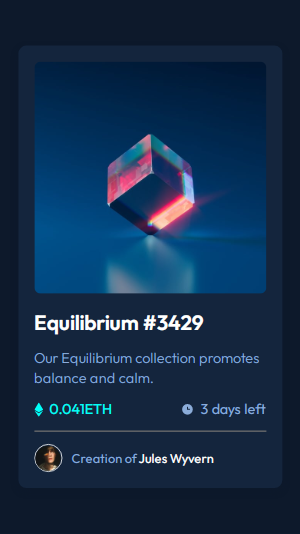 Equilibrium #3429
Our Equilibrium collection promotes
balance and calm.
0.041ETH 3 days left
Creation of Jules Wyvern